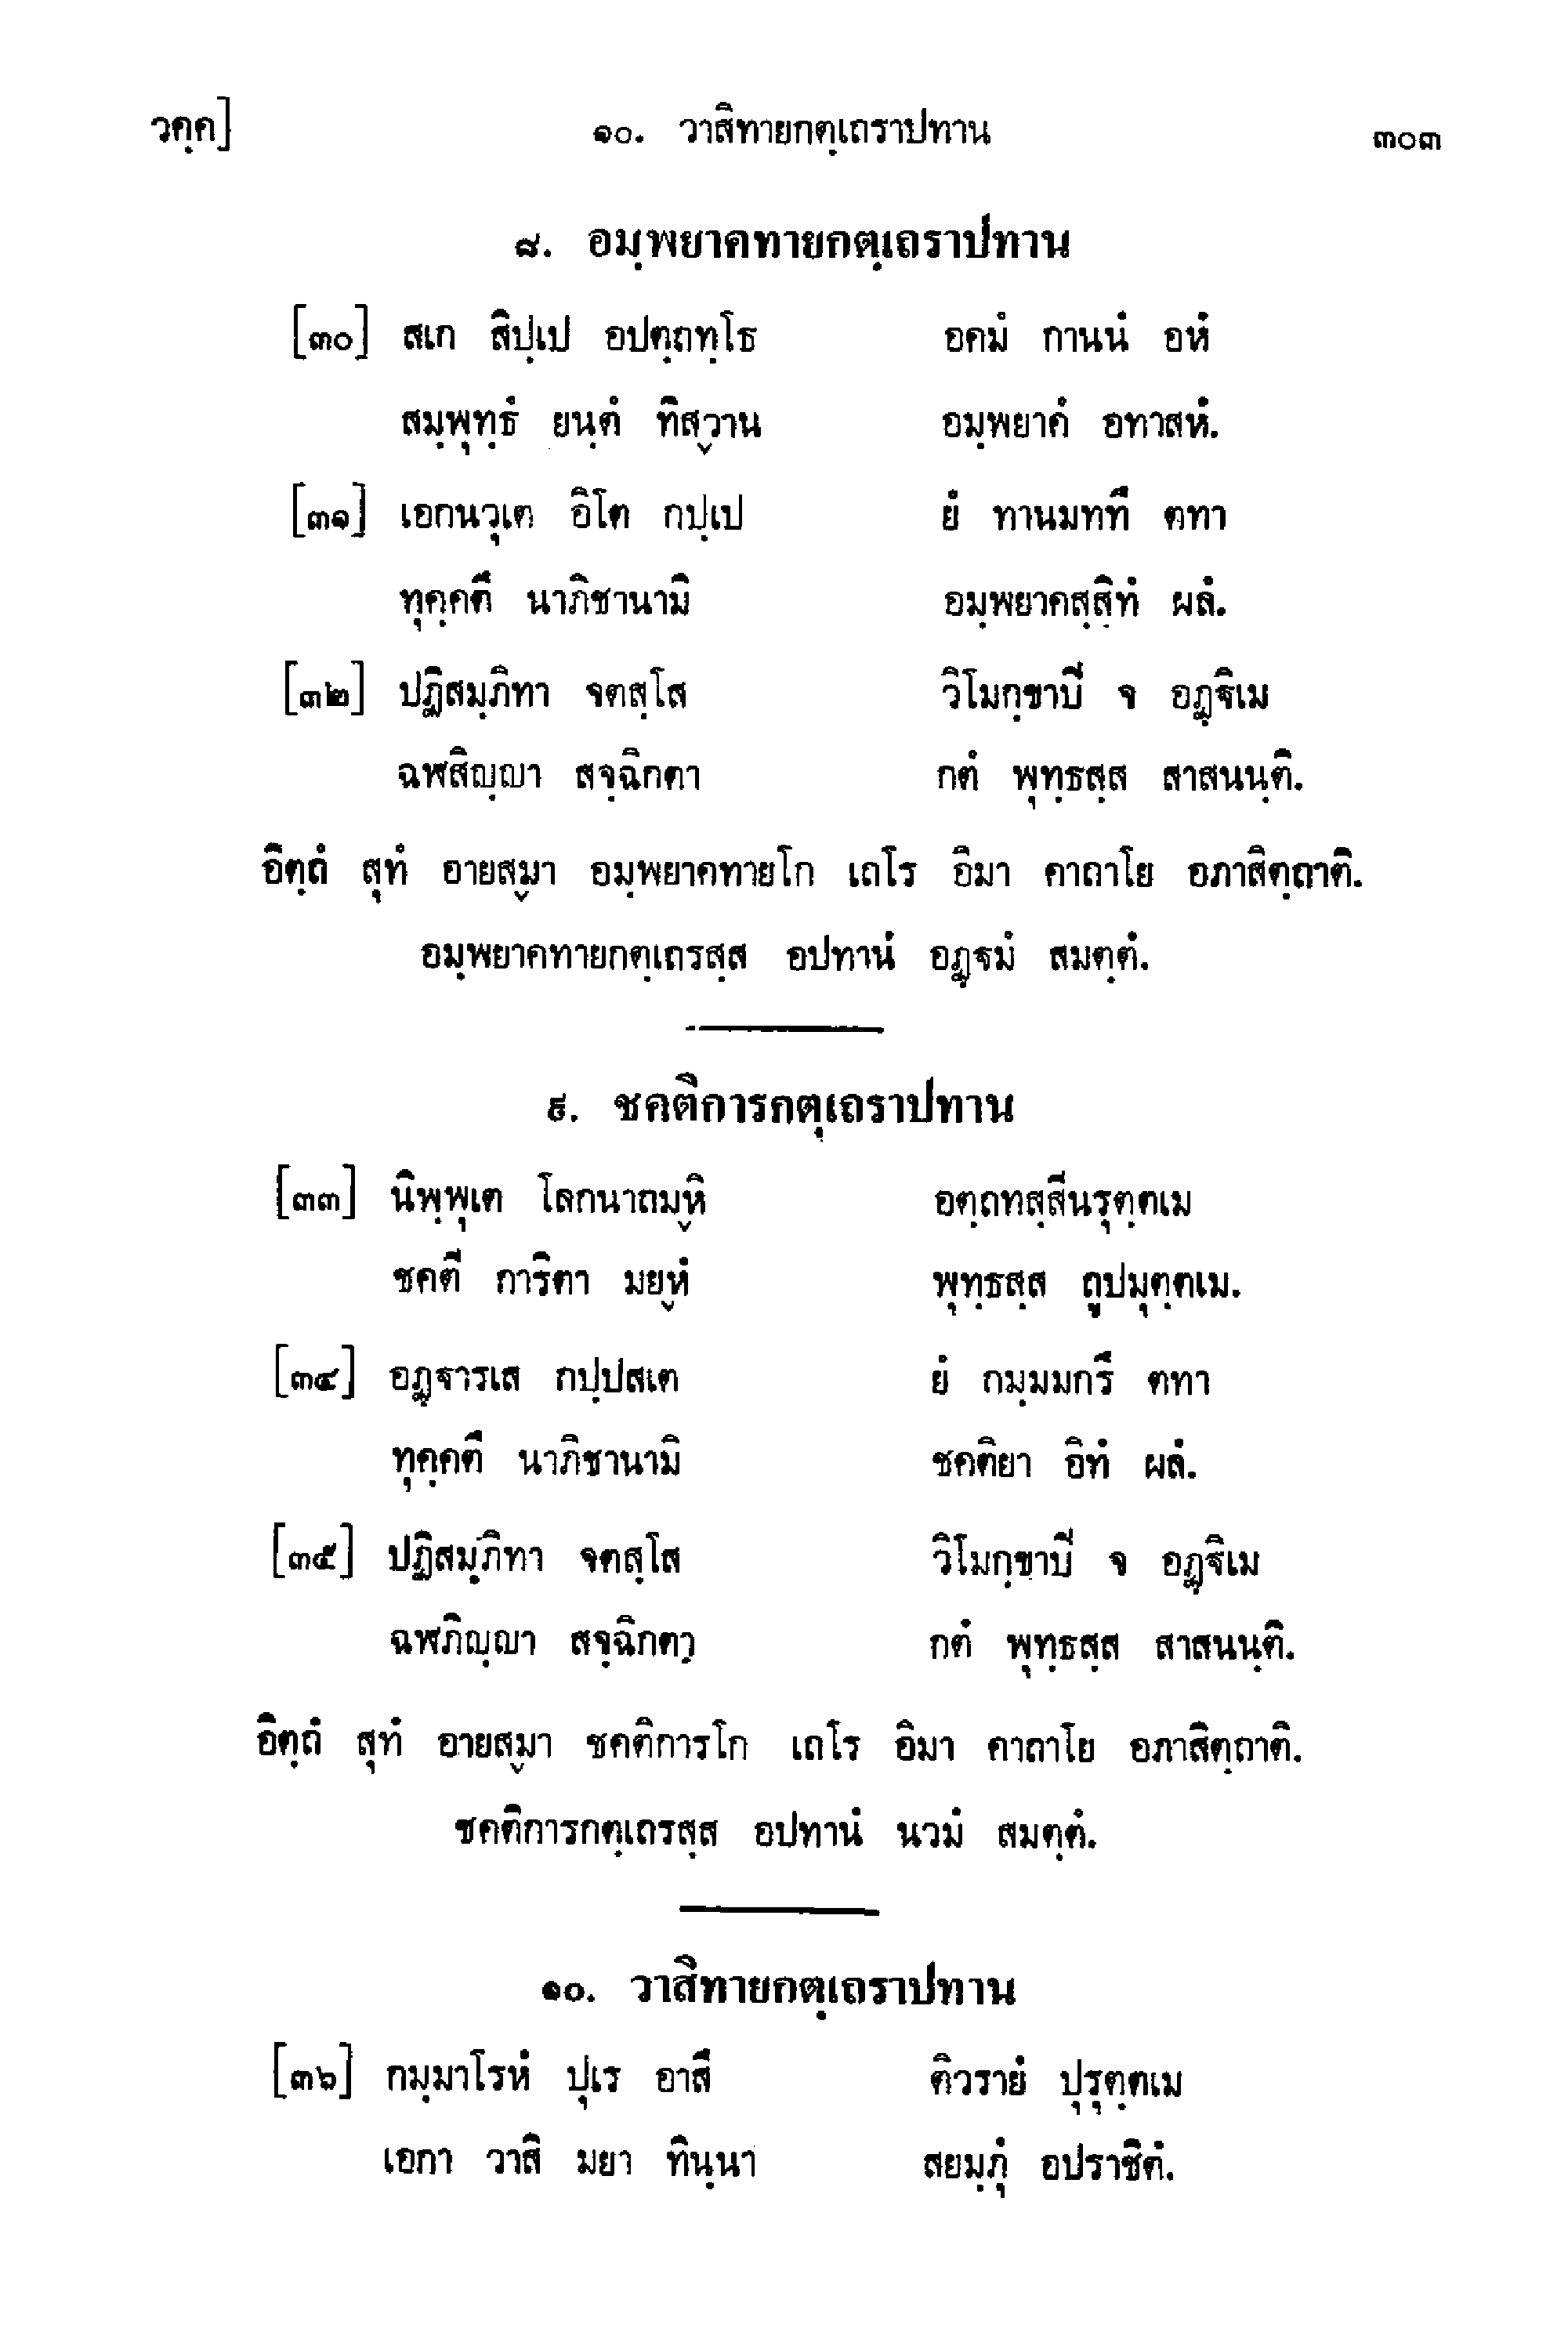 วคฺค] ๑๐. วาสิทายกตฺเถราปทาน ๓๐๓
๘. อมฺพยาคทายกตฺเถราปทาน
[๓๐] สเก สิปฺเป อปตฺถทฺโธ อคมํ กานนํ อหํ
สมฺพุทฺธํ ยนฺตํ ทิสฺวาน อมฺพยาคํ อทาสหํ.
[๓๑] เอกนวุเต อิโต กปฺเป ยํ ทานมททึ ตทา
ทุคฺคตึ นาภิชานามิ อมฺพยาคสฺสิทํ ผลํ.
[๓๒] ปฏิสมฺภิทา จตสฺโส วิโมกฺขาปิ จ อฏฺฐิเม
ฉฬสิญฺญา สจฺฉิกตา กตํ พุทฺธสฺส สาสนนฺติ.
อิตฺถํ สุทํ อายสฺมา อมฺพยาคทายโก เถโร อิมา คาถาโย อภาสิตฺถาติ.
อมฺพยาคทายกตฺเถรสฺส อปทานํ อฏฺฐมํ สมตฺตํ.
๙. ชคติการกตฺเถราปทาน
[๓๓] นิพฺพุเต โลกนาถมฺหิ อตฺถทสฺสีนรุตฺตเม
ชคตี การิตา มยฺหํ พุทฺธสฺส ถูปมุตฺตเม.
[๓๔] อฏฺฐารเส กปฺปสเต ยํ กมฺมมกรึ ตทา
ทุคฺคตึ นาภิชานามิ ชคติยา อิทํ ผลํ.
[๓๕] ปฏิสมฺภิทา จตสฺโส วิโมกฺขาปิ จ อฏฺฐิเม
ฉฬภิญฺญา สจฺฉิกตา กตํ พุทฺธสฺส สาสนนฺติ.
อิตฺถํ สุทํ อายสฺมา ชคติการโก เถโร อิมา คาถาโย อภาสิตฺถาติ.
ชคติการกตฺเถรสฺส อปทานํ นวมํ สมตฺตํ.
๑๐. วาสิทายกตฺเถราปทาน
[๓๖] กมฺมาโรหํ ปุเร อาสึ ติวรายํ ปุรุตฺตเม
เอกา วาสิ มยา ทินฺนา สยมฺภุํ อปราชิตํ.